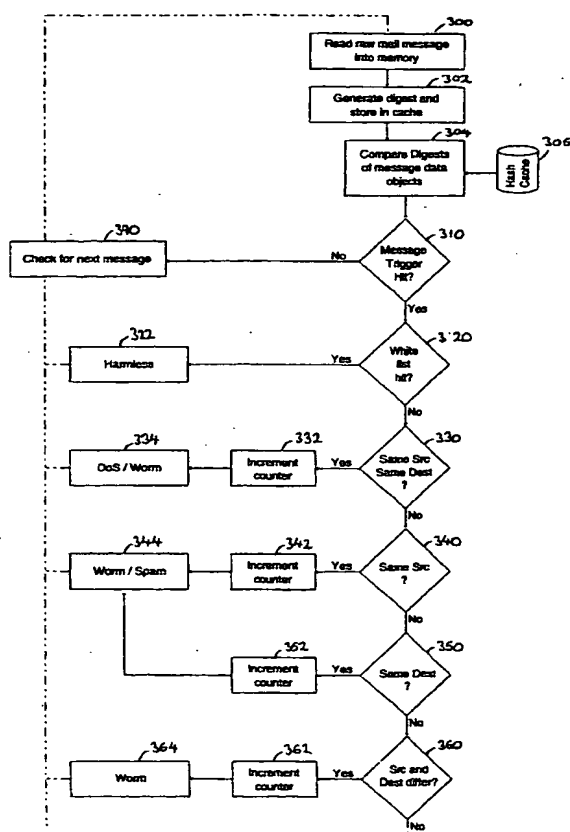 300
Read raw mail message
into memory
302
Generate digest and
store in cache
304
Compare Digests
of message data
objects
306
Hash
Cache
310
Message
Trigger
Hit?
No
390
Check for next message
Yes
320
White
list
hit?
Yes
322
Harmless
No
330
Same Src
Same Dest
?
Yes
332
Increment
counter
334
DoS / Worm
No
340
Same Src
?
Yes
342
Increment
counter
344
Worm / Spam
No
350
Same Dest
?
Yes
352
Increment
counter
No
360
Src and
Dest differ?
Yes
362
Increment
counter
364
Worm
No